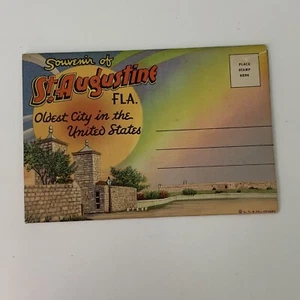 Souvenir of
St. Augustine
FLA.
Oldest City in the
United States
PLACE
STAMP
HERE